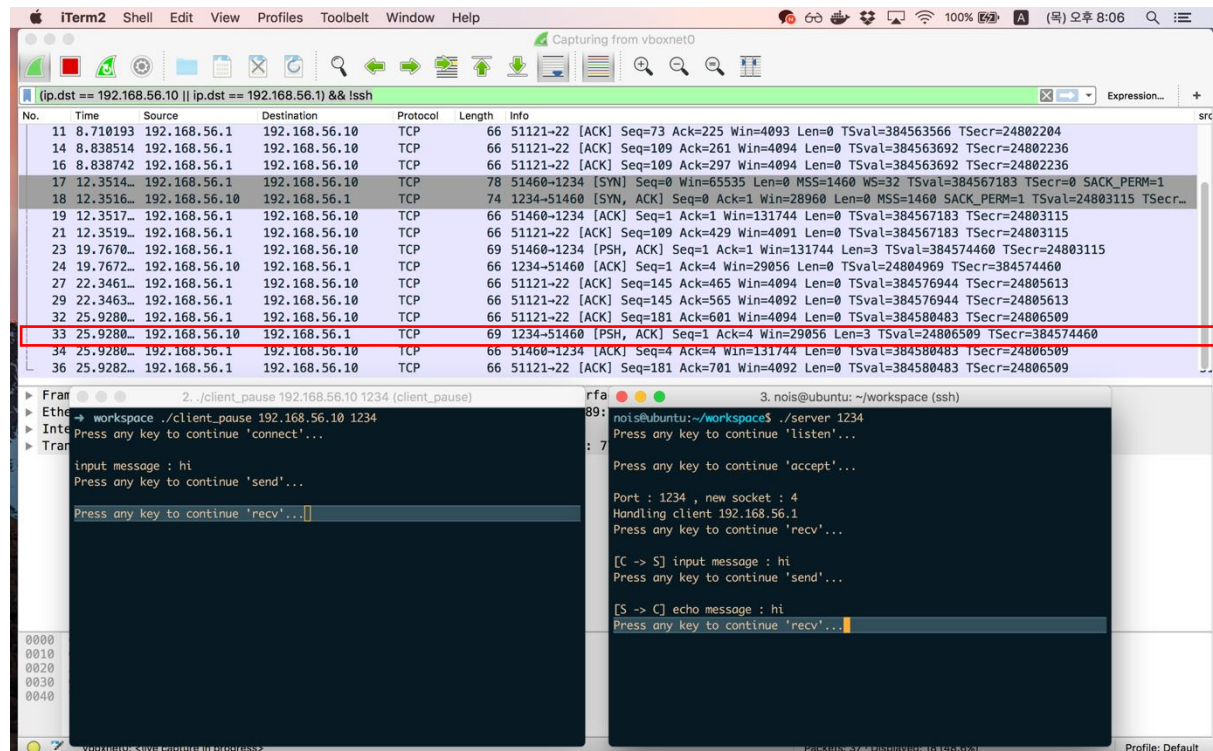 iTerm2 Shell Edit View Profiles Toolbelt Window Help 100% A (목) 오후 8:06
Capturing from vboxnet0
(ip.dst == 192.168.56.10 || ip.dst == 192.168.56.1) && !ssh Expression... +
No. Time Source Destination Protocol Length Info src
11 8.710193 192.168.56.1 192.168.56.10 TCP 66 51121→22 [ACK] Seq=73 Ack=225 Win=4093 Len=0 TSval=384563566 TSecr=24802204
14 8.838514 192.168.56.1 192.168.56.10 TCP 66 51121→22 [ACK] Seq=109 Ack=261 Win=4094 Len=0 TSval=384563692 TSecr=24802236
16 8.838742 192.168.56.1 192.168.56.10 TCP 66 51121→22 [ACK] Seq=109 Ack=297 Win=4094 Len=0 TSval=384563692 TSecr=24802236
17 12.3514… 192.168.56.1 192.168.56.10 TCP 78 51460→1234 [SYN] Seq=0 Win=65535 Len=0 MSS=1460 WS=32 TSval=384567183 TSecr=0 SACK_PERM=1
18 12.3516… 192.168.56.10 192.168.56.1 TCP 74 1234→51460 [SYN, ACK] Seq=0 Ack=1 Win=28960 Len=0 MSS=1460 SACK_PERM=1 TSval=24803115 TSecr…
19 12.3517… 192.168.56.1 192.168.56.10 TCP 66 51460→1234 [ACK] Seq=1 Ack=1 Win=131744 Len=0 TSval=384567183 TSecr=24803115
21 12.3519… 192.168.56.1 192.168.56.10 TCP 66 51121→22 [ACK] Seq=109 Ack=429 Win=4091 Len=0 TSval=384567183 TSecr=24803115
23 19.7670… 192.168.56.1 192.168.56.10 TCP 69 51460→1234 [PSH, ACK] Seq=1 Ack=1 Win=131744 Len=3 TSval=384574460 TSecr=24803115
24 19.7672… 192.168.56.10 192.168.56.1 TCP 66 1234→51460 [ACK] Seq=1 Ack=4 Win=29056 Len=0 TSval=24804969 TSecr=384574460
27 22.3461… 192.168.56.1 192.168.56.10 TCP 66 51121→22 [ACK] Seq=145 Ack=465 Win=4094 Len=0 TSval=384576944 TSecr=24805613
29 22.3463… 192.168.56.1 192.168.56.10 TCP 66 51121→22 [ACK] Seq=145 Ack=565 Win=4092 Len=0 TSval=384576944 TSecr=24805613
32 25.9280… 192.168.56.1 192.168.56.10 TCP 66 51121→22 [ACK] Seq=181 Ack=601 Win=4094 Len=0 TSval=384580483 TSecr=24806509
33 25.9280… 192.168.56.10 192.168.56.1 TCP 69 1234→51460 [PSH, ACK] Seq=1 Ack=4 Win=29056 Len=3 TSval=24806509 TSecr=384574460
34 25.9280… 192.168.56.1 192.168.56.10 TCP 66 51460→1234 [ACK] Seq=4 Ack=4 Win=131744 Len=0 TSval=384580483 TSecr=24806509
36 25.9282… 192.168.56.1 192.168.56.10 TCP 66 51121→22 [ACK] Seq=181 Ack=701 Win=4092 Len=0 TSval=384580483 TSecr=24806509
Fram
Ethe
Inte
Tran
rfa
89:
: 7
2. ./client_pause 192.168.56.10 1234 (client_pause)
→ workspace ./client_pause 192.168.56.10 1234
Press any key to continue 'connect'...
input message : hi
Press any key to continue 'send'...
Press any key to continue 'recv'...
3. nois@ubuntu: ~/workspace (ssh)
nois@ubuntu:~/workspace$ ./server 1234
Press any key to continue 'listen'...
Press any key to continue 'accept'...
Port : 1234 , new socket : 4
Handling client 192.168.56.1
Press any key to continue 'recv'...
[C -> S] input message : hi
Press any key to continue 'send'...
[S -> C] echo message : hi
Press any key to continue 'recv'...
0000
0010
0020
0030
0040
vboxnet0: <live capture in progress> Profile: Default